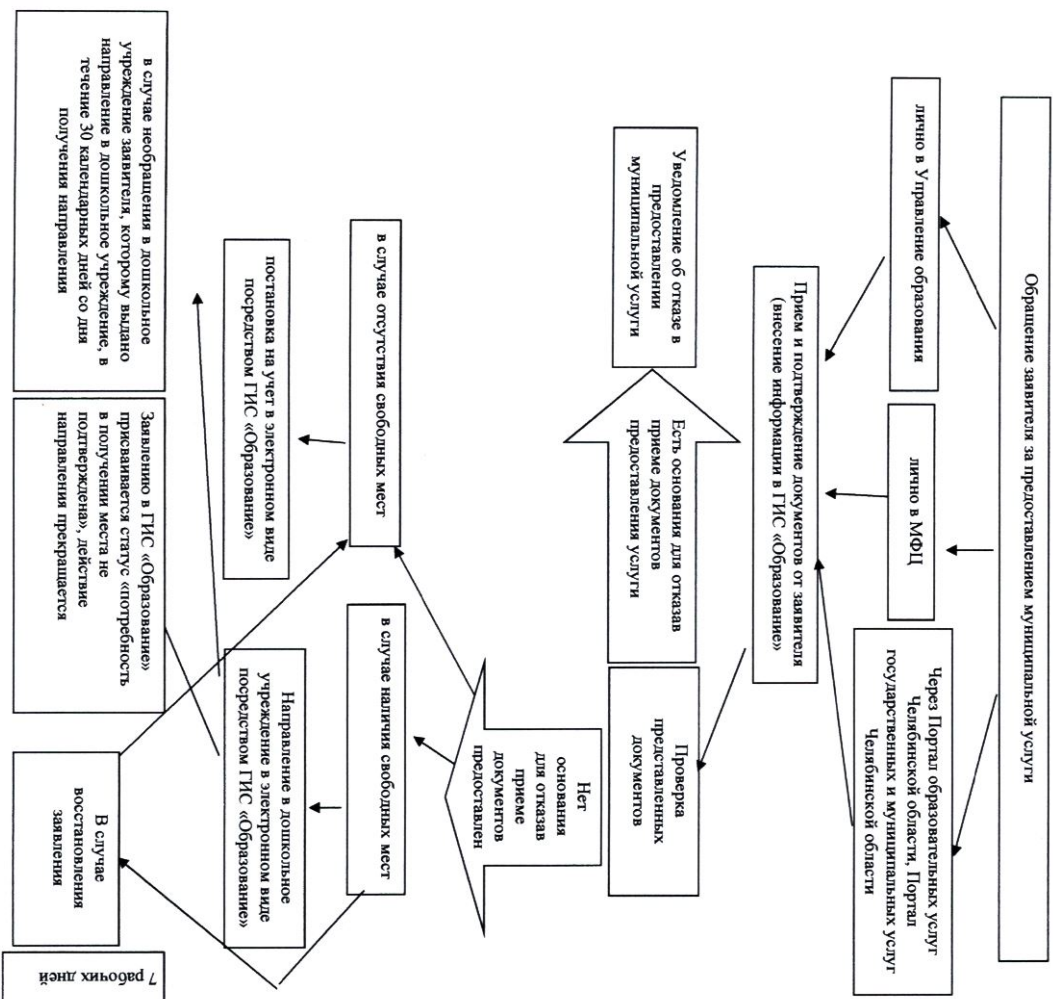 Обращение заявителя за предоставлением муниципальной услуги
лично в Управление образования
лично в МФЦ
Через Портал образовательных услуг
Челябинской области, Портал
государственных и муниципальных услуг
Челябинской области
Прием и подтверждение документов от заявителя
(внесение информации в ГИС «Образование»
Уведомление об отказе в
предоставлении
муниципальной услуги
Есть основания для отказав
приеме документов
предоставления услуги
Проверка
представленных
документов
Нет
основания
для отказав
приеме
документов
предоставлен
в случае отсутствия свободных мест
в случае наличия свободных мест
постановка на учет в электронном виде
посредством ГИС «Образование»
Направление в дошкольное
учреждение в электронном виде
посредством ГИС «Образование»
в случае необращения в дошкольное
учреждение заявителя, которому выдано
направление в дошкольное учреждение, в
течение 30 календарных дней со дня
получения направления
Заявлению в ГИС «Образование»
присваивается статус «потребность
в получении места не
подтверждена», действие
направления прекращается
В случае
восстановления
заявления
7 рабочих дней